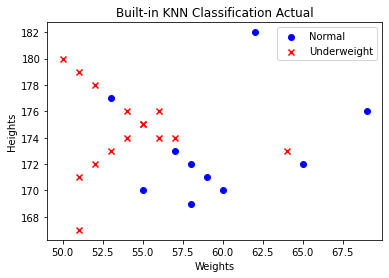 Built-in KNN Classification Actual
Normal
Underweight
182
180
178
176
174
172
170
168
Heights
50.0 52.5 55.0 57.5 60.0 62.5 65.0 67.5
Weights